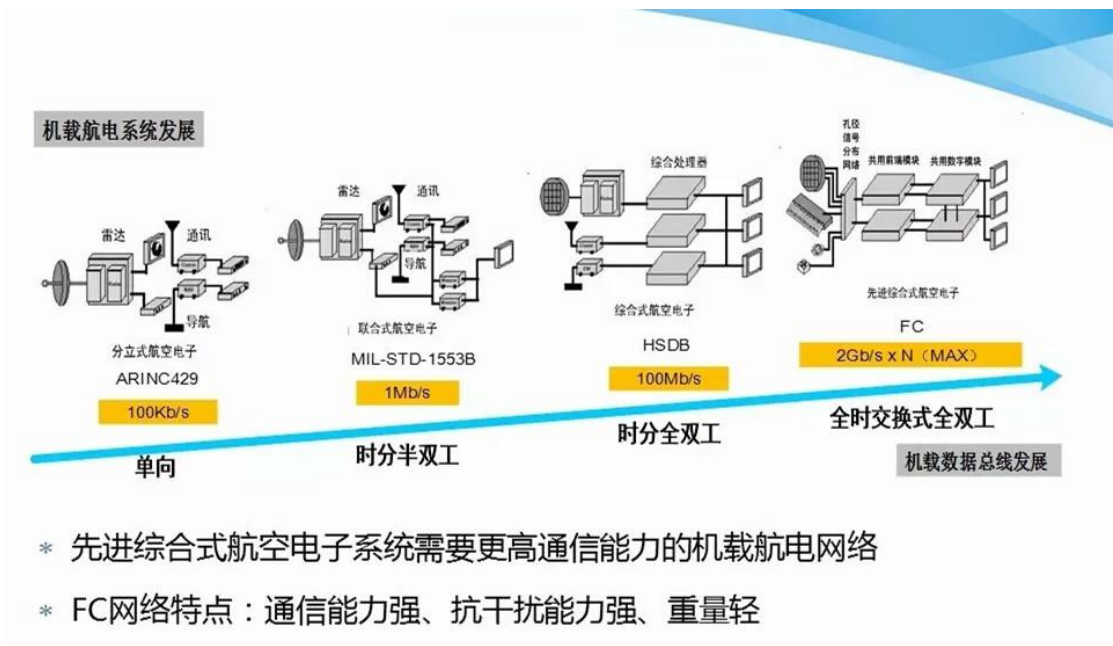 机载航电系统发展
雷达
通讯
导航
分立式航空电子
ARINC429
100Kb/s
单向
雷达
通讯
导航
联合式航空电子
MIL-STD-1553B
1Mb/s
时分半双工
综合处理器
综合式航空电子
HSDB
100Mb/s
时分全双工
孔径
信号
分布
网络
共用前端模块
共用数字模块
先进综合式航空电子
FC
2Gb/s x N（MAX）
全时交换式全双工
机载数据总线发展
* 先进综合式航空电子系统需要更高通信能力的机载航电网络
* FC网络特点：通信能力强、抗干扰能力强、重量轻